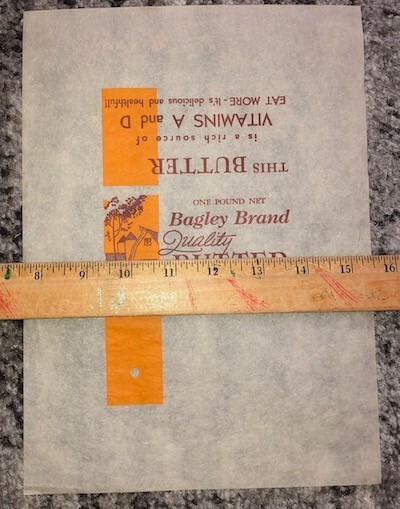 THIS BUTTER
is a rich source of
VITAMINS A and D
EAT MORE - It's delicious and healthful!
ONE POUND NET
Bagley Brand
Quality
BUTTER
8 9 10 11 12 13 14 15 16